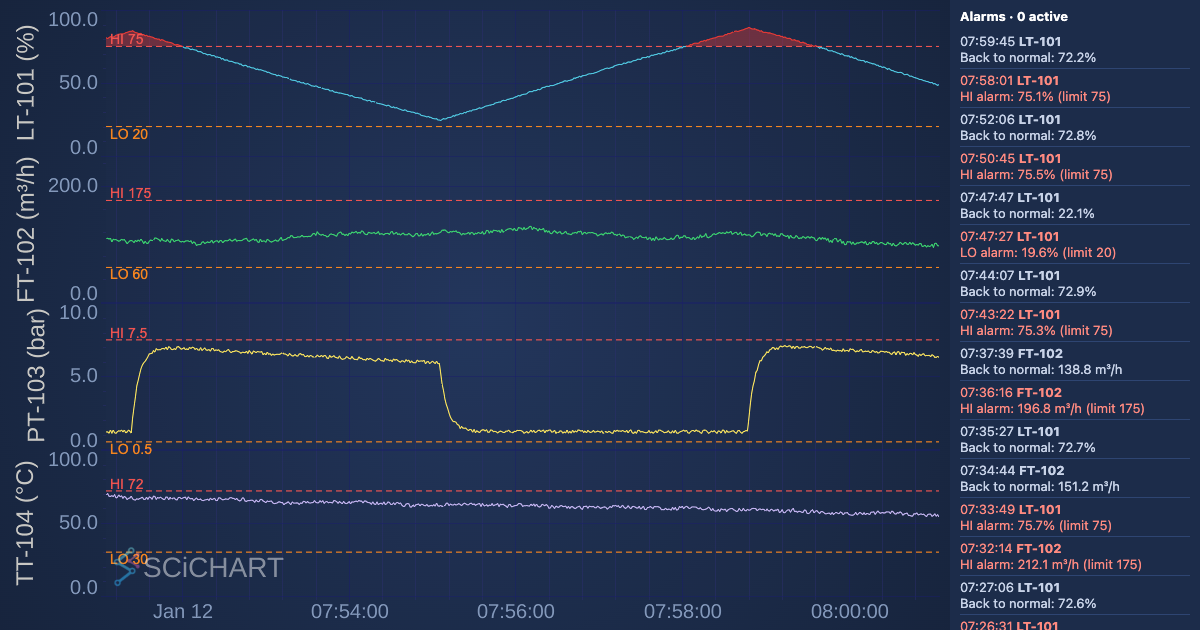 100.0
HI 75
50.0
LO 20
0.0
LT-101 (%)
200.0
HI 175
LO 60
0.0
FT-102 (m³/h)
10.0
HI 7.5
5.0
0.0
LO 0.5
PT-103 (bar)
100.0
HI 72
50.0
LO 30
0.0
TT-104 (°C)
SCiCHART
Jan 12
07:54:00
07:56:00
07:58:00
08:00:00
Alarms · 0 active
07:59:45 LT-101
Back to normal: 72.2%
07:58:01 LT-101
HI alarm: 75.1% (limit 75)
07:52:06 LT-101
Back to normal: 72.8%
07:50:45 LT-101
HI alarm: 75.5% (limit 75)
07:47:47 LT-101
Back to normal: 22.1%
07:47:27 LT-101
LO alarm: 19.6% (limit 20)
07:44:07 LT-101
Back to normal: 72.9%
07:43:22 LT-101
HI alarm: 75.3% (limit 75)
07:37:39 FT-102
Back to normal: 138.8 m³/h
07:36:16 FT-102
HI alarm: 196.8 m³/h (limit 175)
07:35:27 LT-101
Back to normal: 72.7%
07:34:44 FT-102
Back to normal: 151.2 m³/h
07:33:49 LT-101
HI alarm: 75.7% (limit 75)
07:32:14 FT-102
HI alarm: 212.1 m³/h (limit 175)
07:27:06 LT-101
Back to normal: 72.6%
07:26:31 LT-101